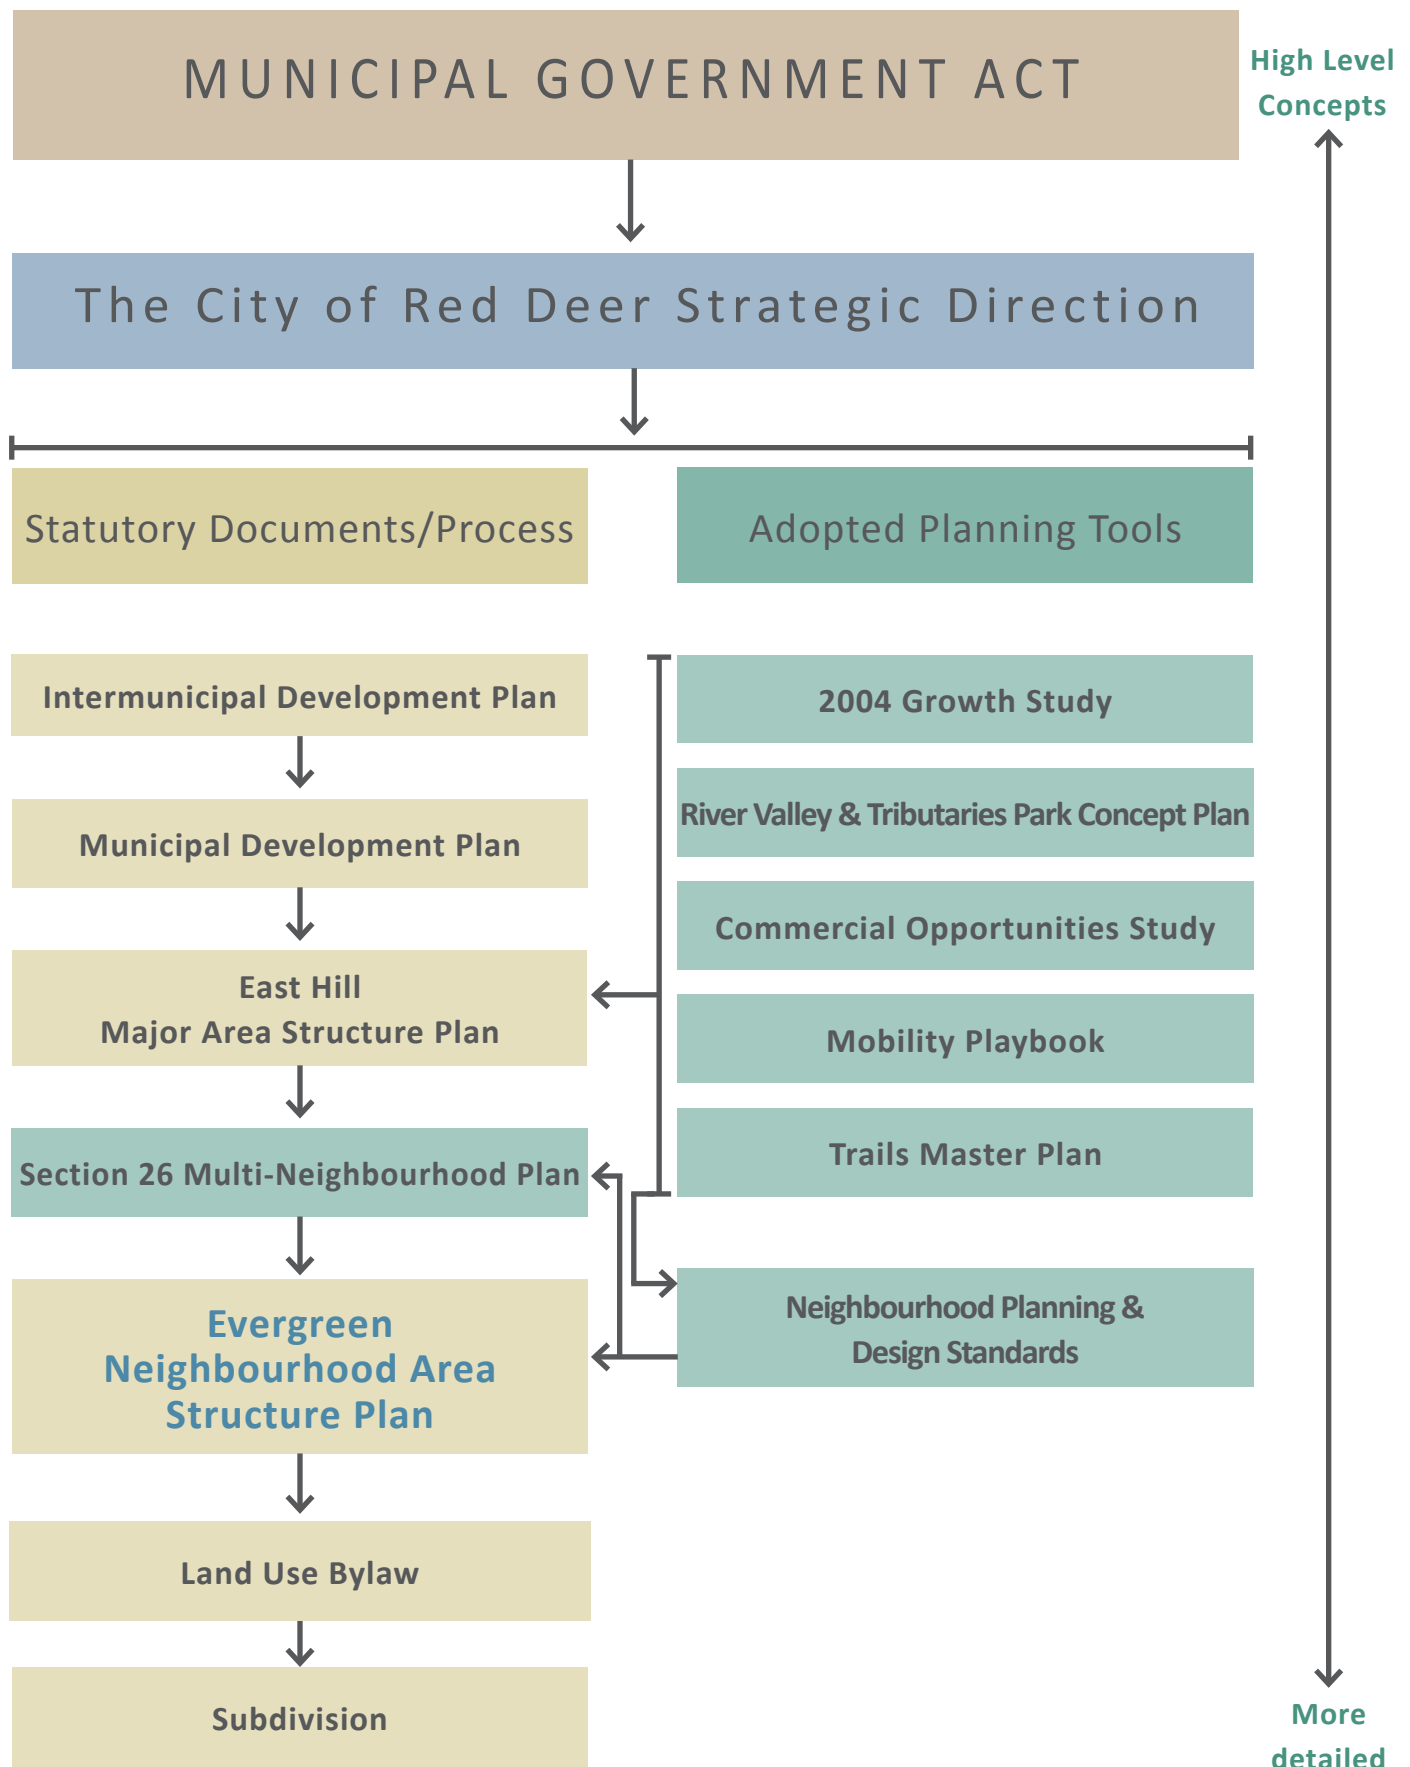 MUNICIPAL GOVERNMENT ACT
High Level
Concepts
The City of Red Deer Strategic Direction
Statutory Documents/Process
Adopted Planning Tools
Intermunicipal Development Plan
Municipal Development Plan
East Hill
Major Area Structure Plan
Section 26 Multi-Neighbourhood Plan
Evergreen
Neighbourhood Area
Structure Plan
Land Use Bylaw
Subdivision
2004 Growth Study
River Valley & Tributaries Park Concept Plan
Commercial Opportunities Study
Mobility Playbook
Trails Master Plan
Neighbourhood Planning &
Design Standards
More
detailed